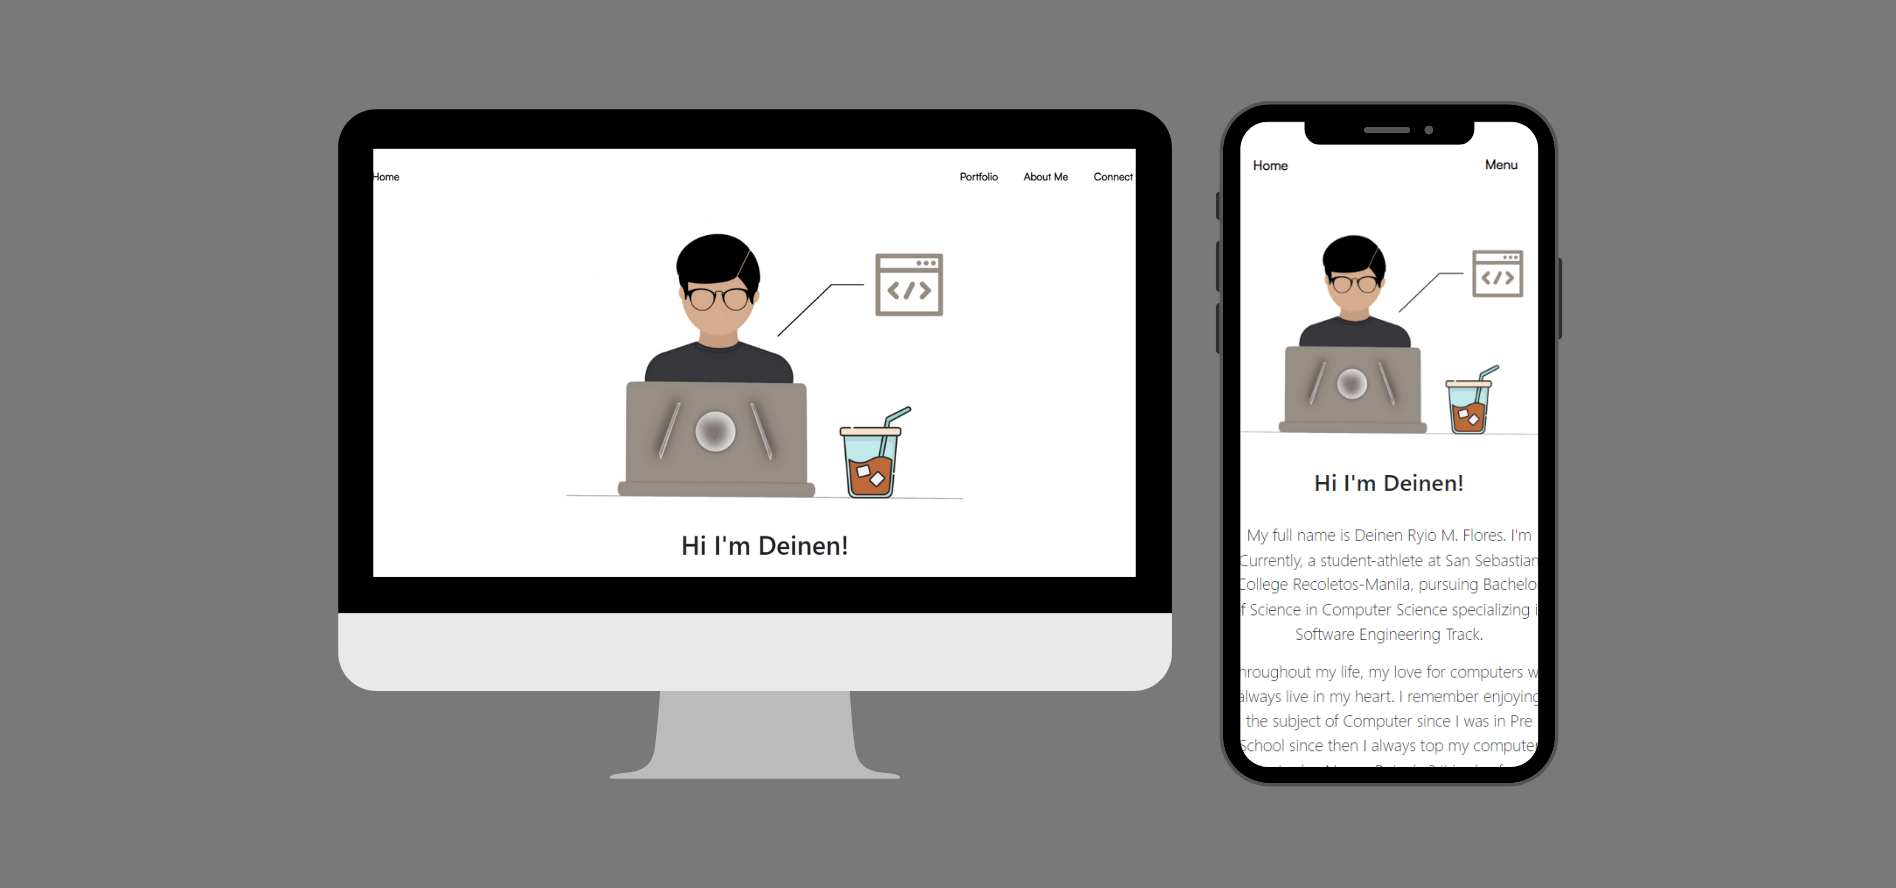 Home Portfolio About Me Connect
</>
Hi I'm Deinen!
Home Menu
</>
Hi I'm Deinen!
My full name is Deinen Ryio M. Flores. I'm
Currently, a student-athlete at San Sebastian
College Recoletos-Manila, pursuing Bachelo
f Science in Computer Science specializing i
Software Engineering Track.
hroughout my life, my love for computers w
always live in my heart. I remember enjoying
the subject of Computer since I was in Pre
School since then I always top my computer